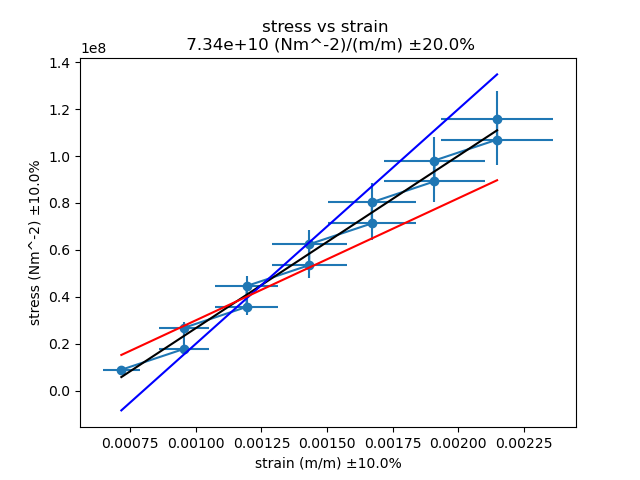 stress vs strain
7.34e+10 (Nm^-2)/(m/m) ±20.0%
1e8
1.4
1.2
1.0
0.8
0.6
0.4
0.2
0.0
stress (Nm^-2) ±10.0%
0.00075 0.00100 0.00125 0.00150 0.00175 0.00200 0.00225
strain (m/m) ±10.0%